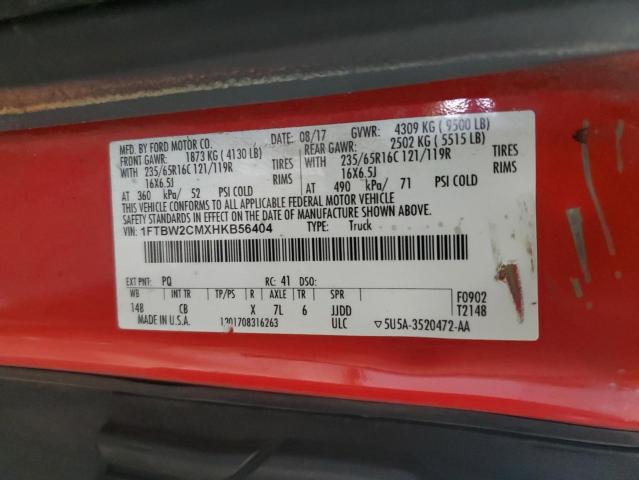 MFD. BY FORD MOTOR CO.
DATE: 08/17 GVWR: 4309 KG ( 9500 LB)
FRONT GAWR: 1873 KG ( 4130 LB) REAR GAWR: 2502 KG ( 5515 LB)
WITH 235/65R16C 121/119R TIRES WITH 235/65R16C 121/119R TIRES
16X6.5J RIMS 16X6.5J RIMS
AT 360 kPa/ 52 PSI COLD AT 490 kPa/ 71 PSI COLD
THIS VEHICLE CONFORMS TO ALL APPLICABLE FEDERAL MOTOR VEHICLE
SAFETY STANDARDS IN EFFECT ON THE DATE OF MANUFACTURE SHOWN ABOVE.
VIN: 1FTBW2CMXHKB56404 TYPE: Truck
EXT PNT: PQ RC: 41 DSO:
WB INT TR TP/PS R AXLE TR SPR F0902
148 CB X 7L 6 JJDD T2148
MADE IN U.S.A. 1201708316263 ULC ▽5U5A-3520472-AA